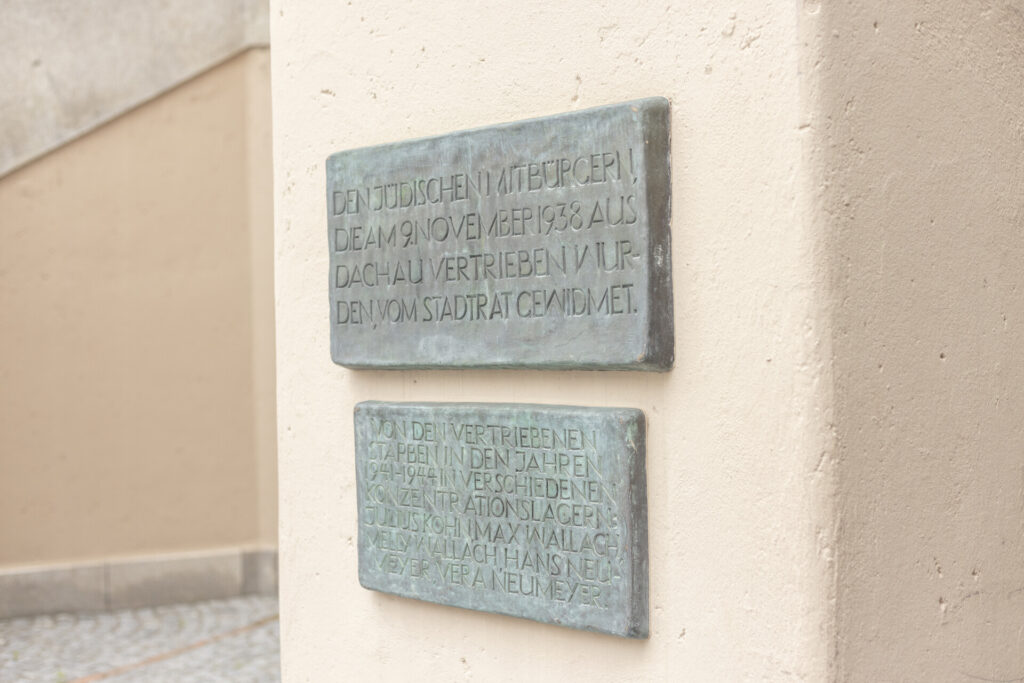 DEN JÜDISCHEN MITBÜRGERN,
DIE AM 9. NOVEMBER 1938 AUS
DACHAU VERTRIEBEN WUR-
DEN, VOM STADTRAT GEWIDMET.
VON DEN VERTRIEBENEN
STARBEN IN DEN JAHREN
1941-1944 IN VERSCHIEDENEN
KONZENTRATIONSLAGERN:
JULIUS KOHN, MAX WALLACH,
MELLY WALLACH, HANS NEU-
MEYER, VERA NEUMEYER.